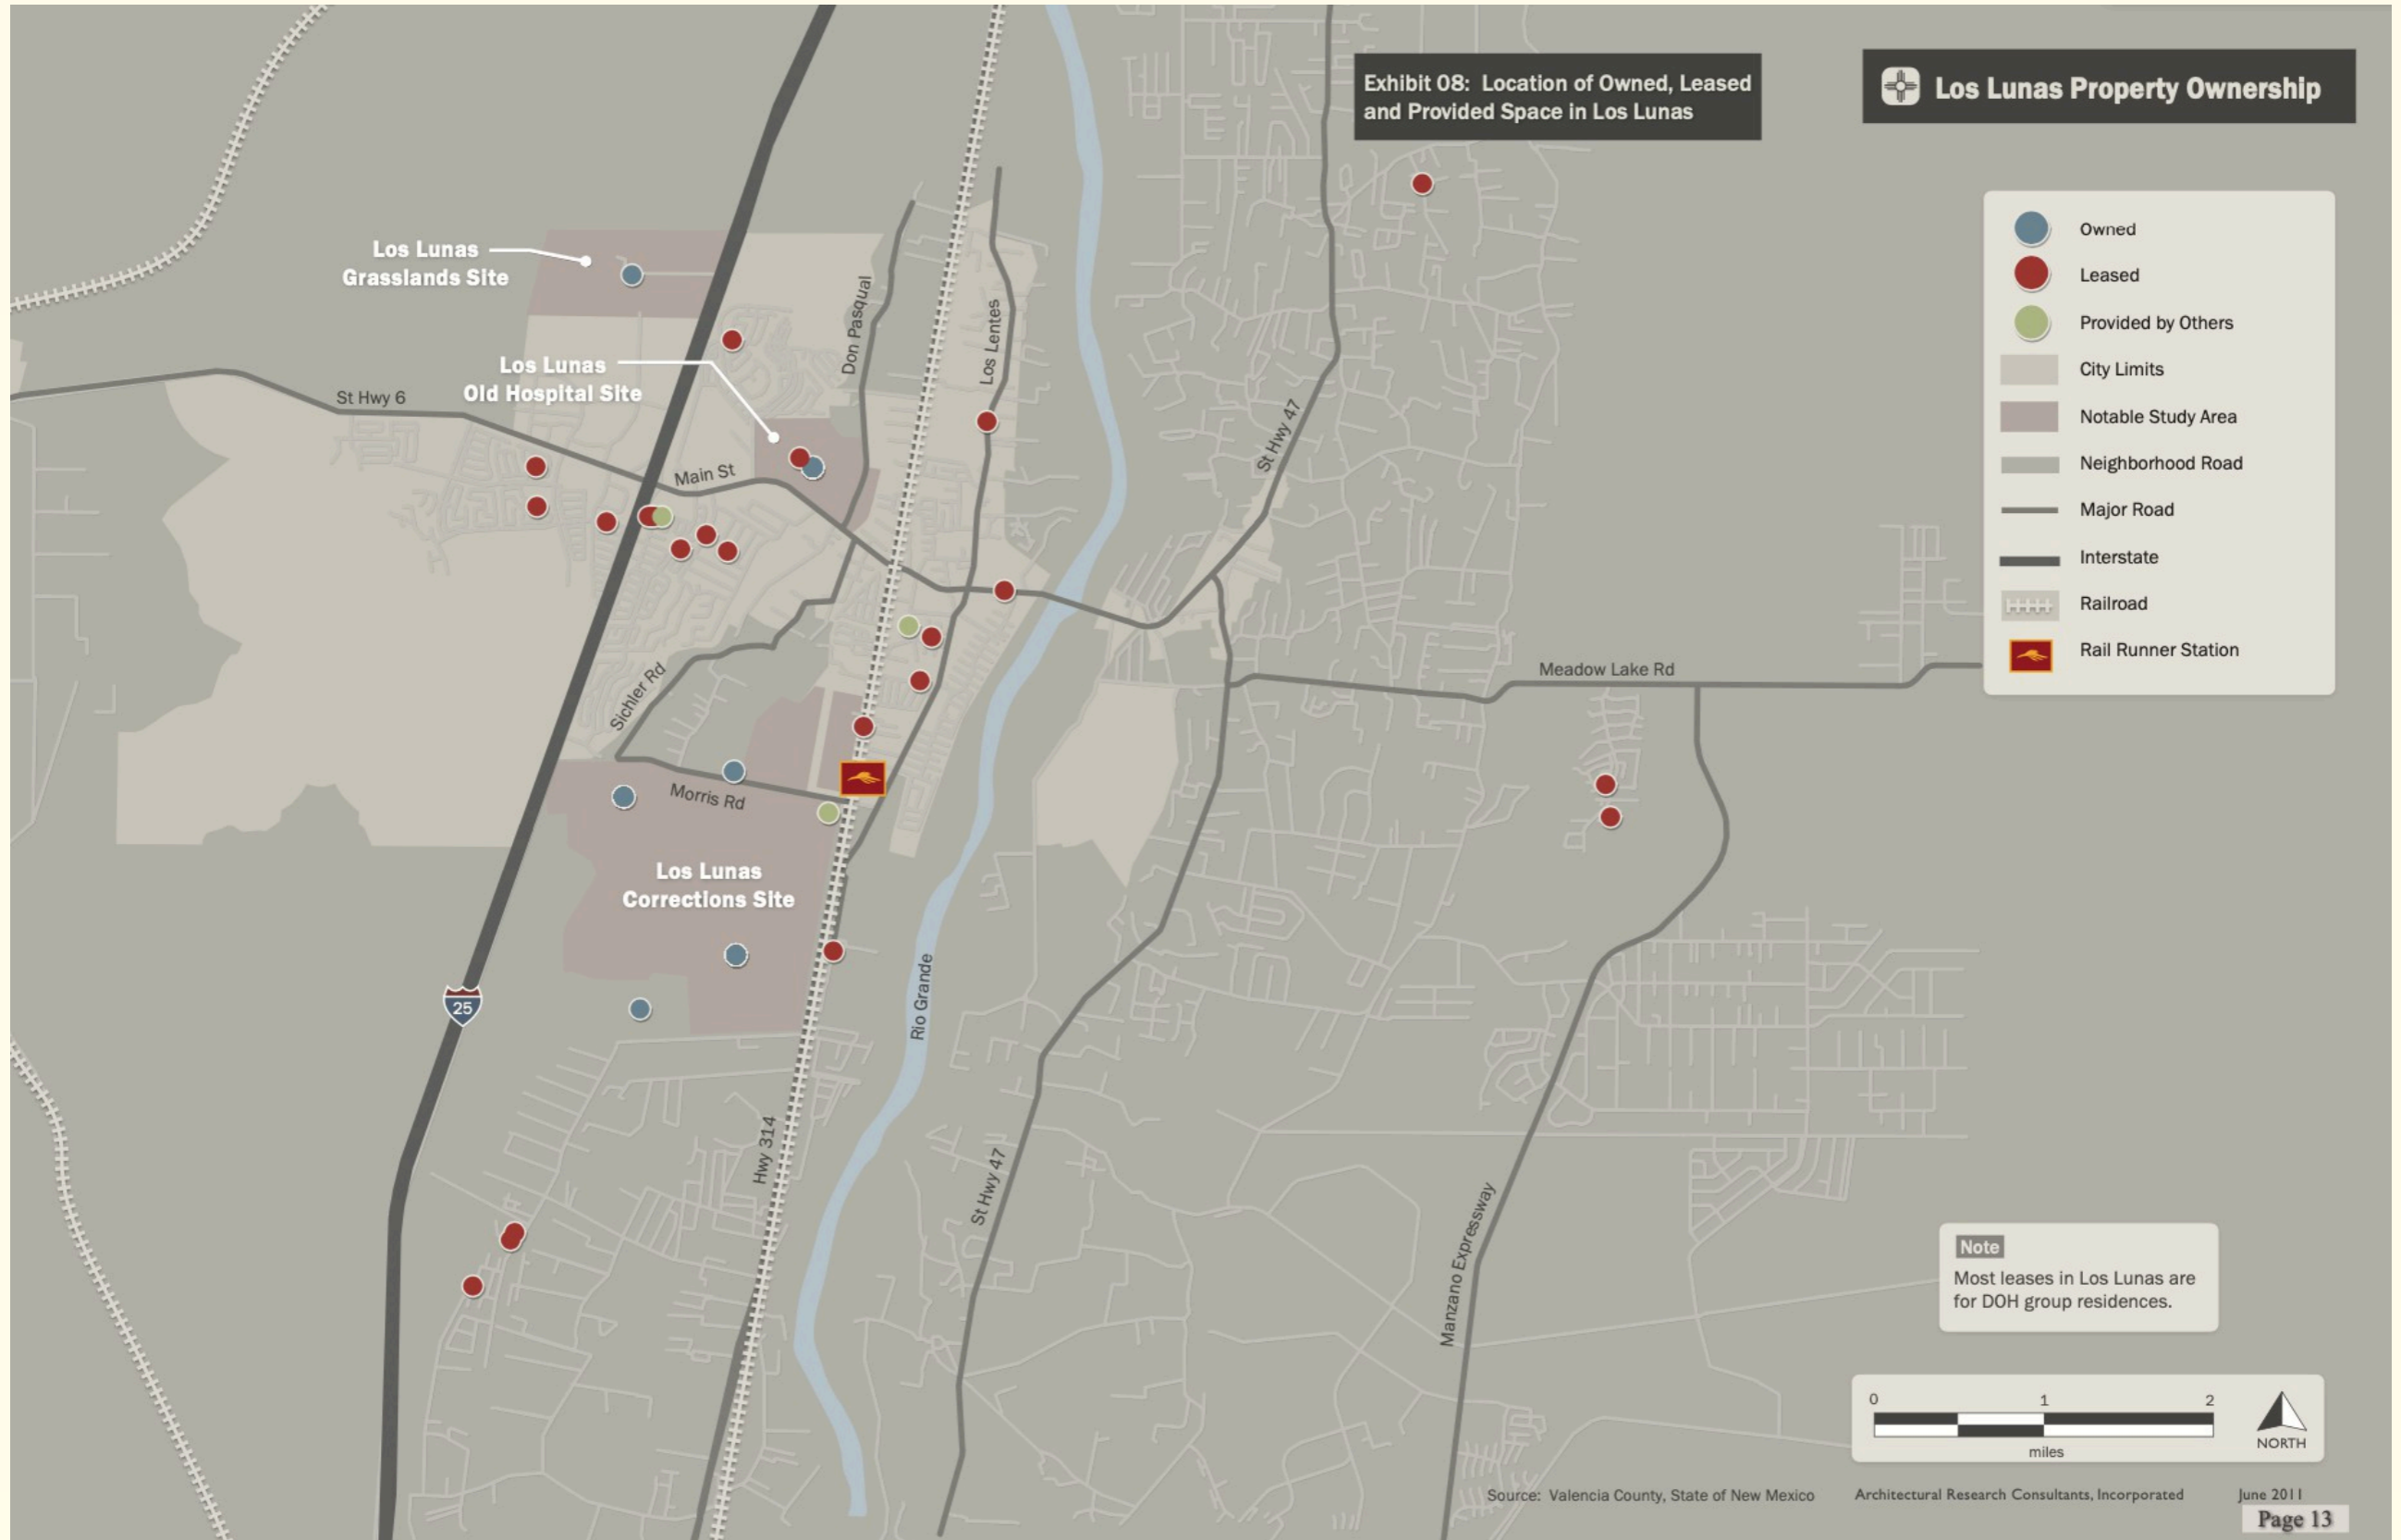 Exhibit 08: Location of Owned, Leased
and Provided Space in Los Lunas
Los Lunas Property Ownership
Owned
Leased
Provided by Others
City Limits
Notable Study Area
Neighborhood Road
Major Road
Interstate
Railroad
Rail Runner Station
Los Lunas
Grasslands Site
Los Lunas
Old Hospital Site
Don Pasqual
Los Lentes
St Hwy 6
St Hwy 47
Main St
Sichler Rd
Meadow Lake Rd
Morris Rd
Los Lunas
Corrections Site
25
Rio Grande
Hwy 314
St Hwy 47
Manzano Expressway
Note
Most leases in Los Lunas are
for DOH group residences.
0 1 2
miles
NORTH
Source: Valencia County, State of New Mexico
Architectural Research Consultants, Incorporated
June 2011
Page 13